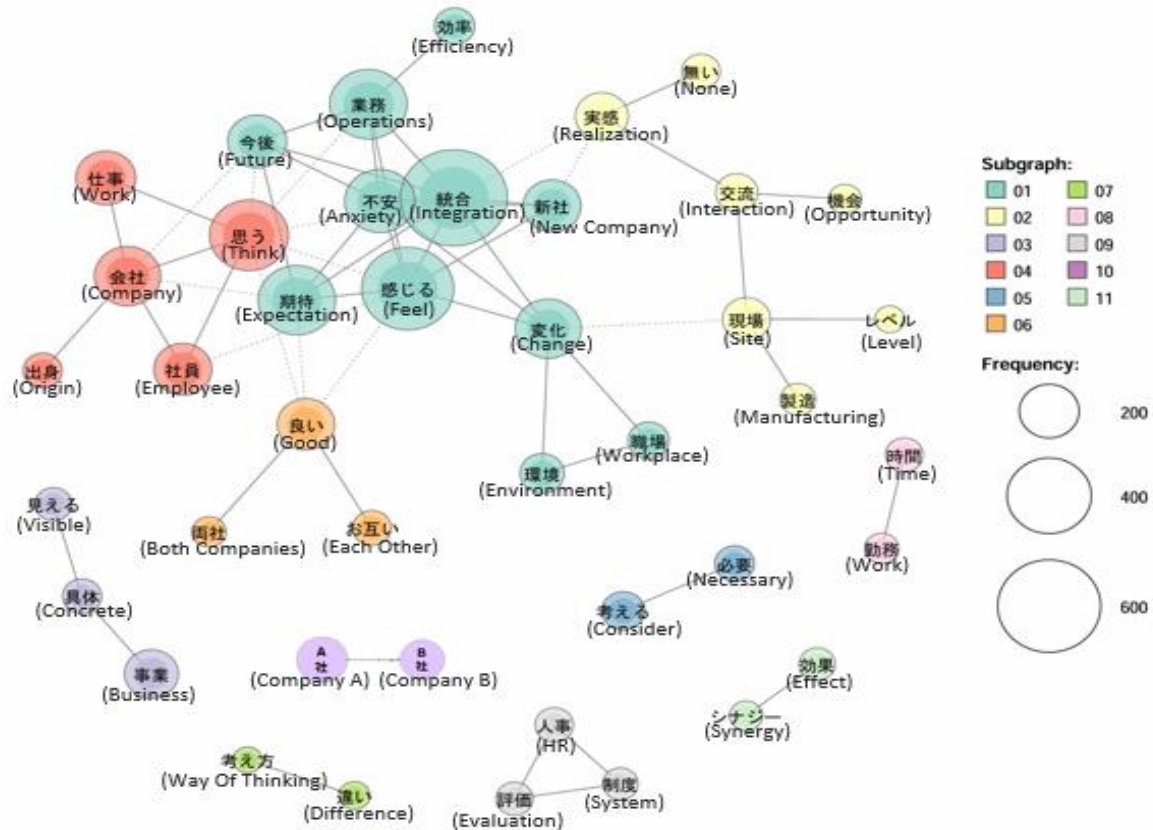 効率
(Efficiency)
業務
(Operations)
無い
(None)
実感
(Realization)
今後
(Future)
仕事
(Work)
不安
(Anxiety)
統合
(Integration)
新社
(New Company)
交流
(Interaction)
機会
(Opportunity)
思う
(Think)
会社
(Company)
期待
(Expectation)
感じる
(Feel)
変化
(Change)
現場
(Site)
レベル
(Level)
出身
(Origin)
社員
(Employee)
製造
(Manufacturing)
良い
(Good)
職場
(Workplace)
環境
(Environment)
時間
(Time)
勤務
(Work)
見える
(Visible)
両社
(Both Companies)
お互い
(Each Other)
具体
(Concrete)
事業
(Business)
必要
(Necessary)
考える
(Consider)
A
社
(Company A)
B
社
(Company B)
効果
(Effect)
シナジー
(Synergy)
人事
(HR)
制度
(System)
評価
(Evaluation)
考え方
(Way Of Thinking)
違い
(Difference)
Subgraph:
01 07
02 08
03 09
04 10
05 11
06
Frequency:
200
400
600